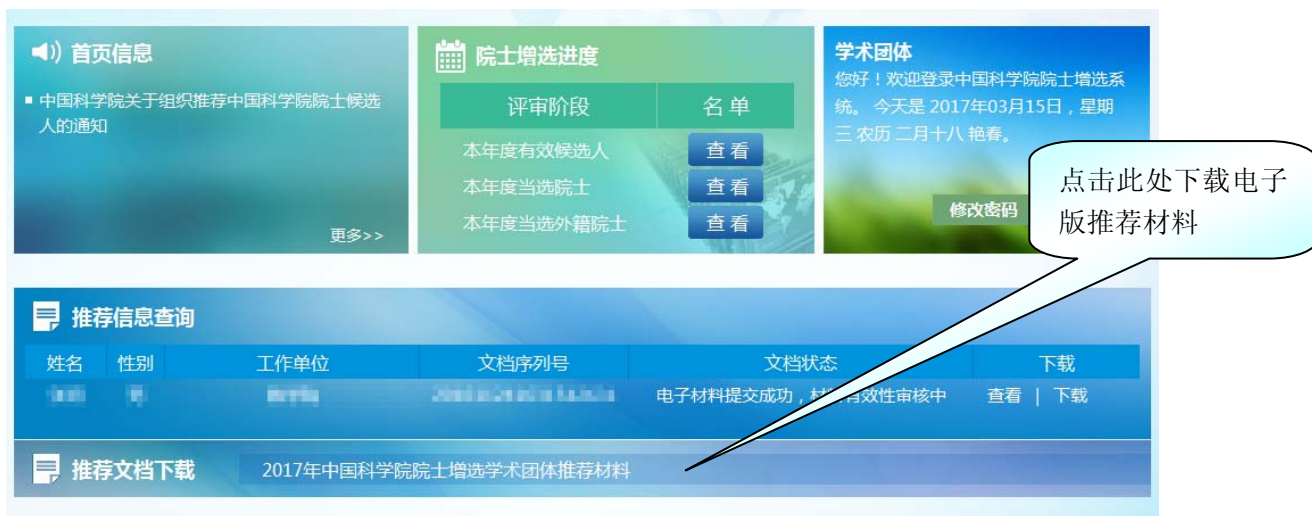 首页信息
▪ 中国科学院关于组织推荐中国科学院院士候选
人的通知
更多>>
院士增选进度
评审阶段 名 单
本年度有效候选人 查 看
本年度当选院士 查 看
本年度当选外籍院士 查 看
学术团体
您好！欢迎登录中国科学院院士增选系
统。 今天是 2017年03月15日，星期
三 农历 二月十八 艳春。
修改密码
点击此处下载电子
版推荐材料
推荐信息查询
姓名 性别 工作单位 文档序列号 文档状态 下载
电子材料提交成功，材料有效性审核中 查看 | 下载
推荐文档下载 2017年中国科学院院士增选学术团体推荐材料